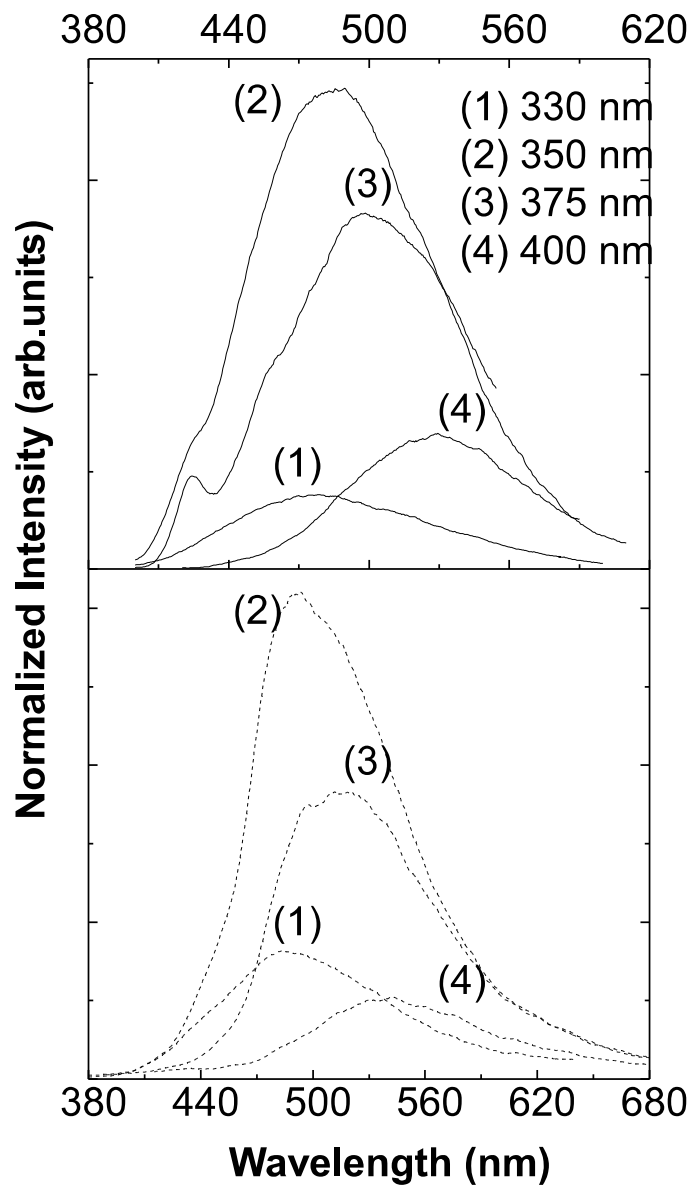 380 440 500 560 620
(2)
(1) 330 nm
(2) 350 nm
(3)
(3) 375 nm
(4) 400 nm
(4)
(1)
Normalized Intensity (arb.units)
(2)
(3)
(1)
(4)
380 440 500 560 620 680
Wavelength (nm)